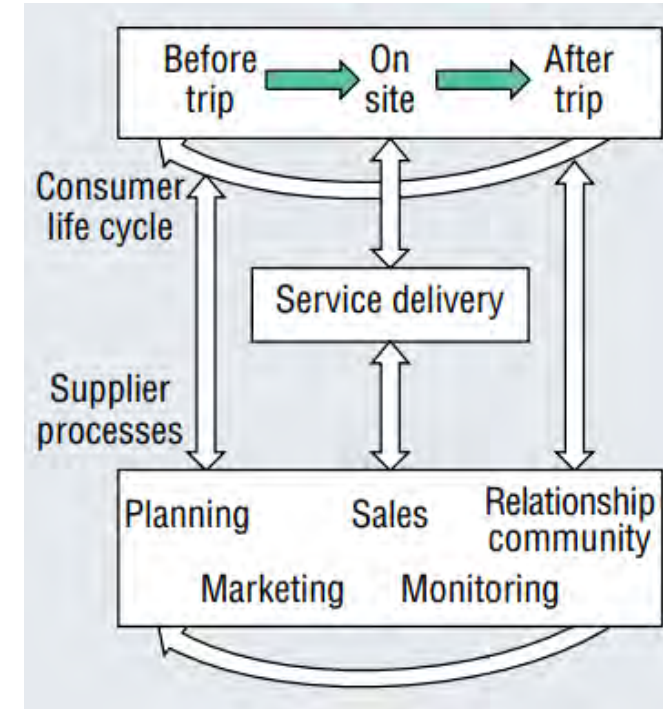 Before
trip
On
site
After
trip
Consumer
life cycle
Service delivery
Supplier
processes
Planning
Sales
Relationship
community
Marketing
Monitoring